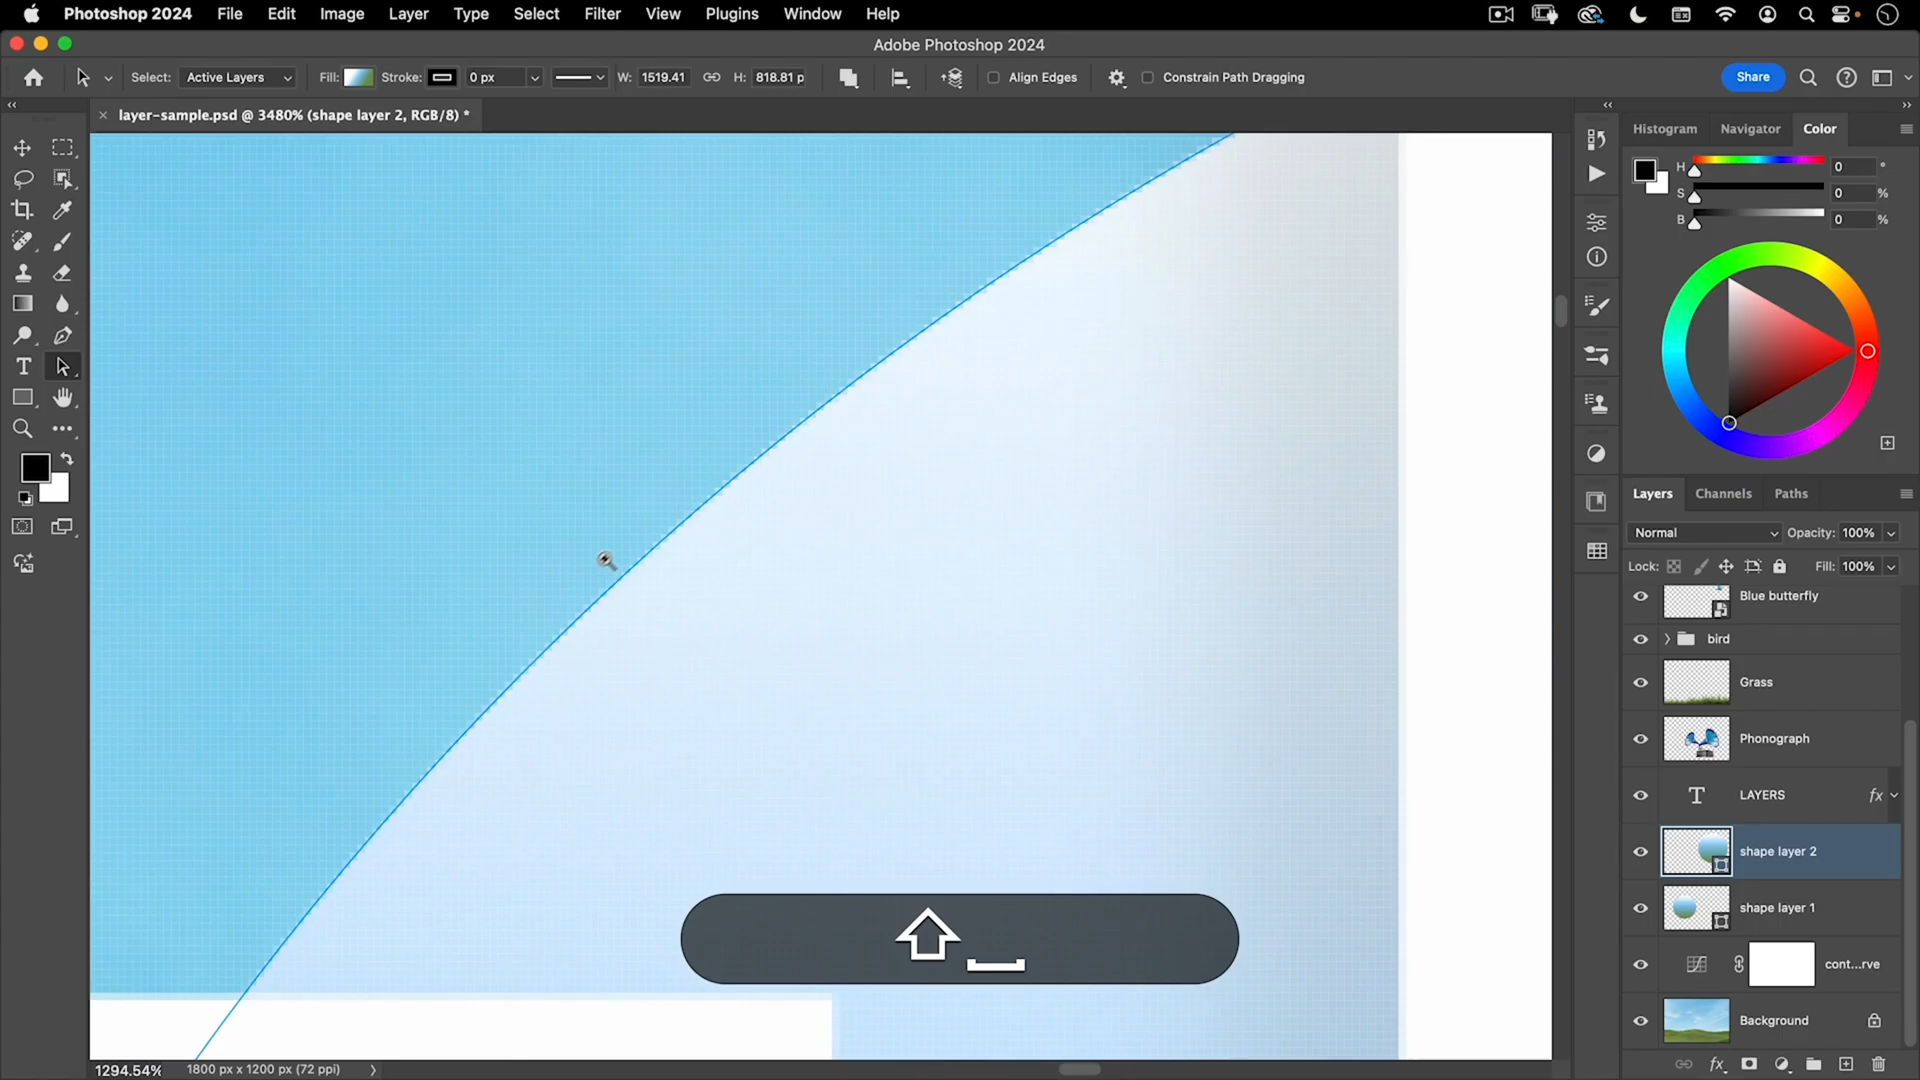 Photoshop 2024 File Edit Image Layer Type Select Filter View Plugins Window Help
Adobe Photoshop 2024
Select: Active Layers Fill: Stroke: 0 px W: 1519.41 H: 818.81 p Align Edges Constrain Path Dragging Share
layer-sample.psd @ 3480% (shape layer 2, RGB/8) *
Histogram Navigator Color
H 0 °
S 0 %
B 0 %
Layers Channels Paths
Normal Opacity: 100%
Lock: Fill: 100%
Blue butterfly
bird
Grass
Phonograph
T LAYERS fx
shape layer 2
shape layer 1
cont...rve
Background
1294.54% 1800 px x 1200 px (72 ppi)
fx